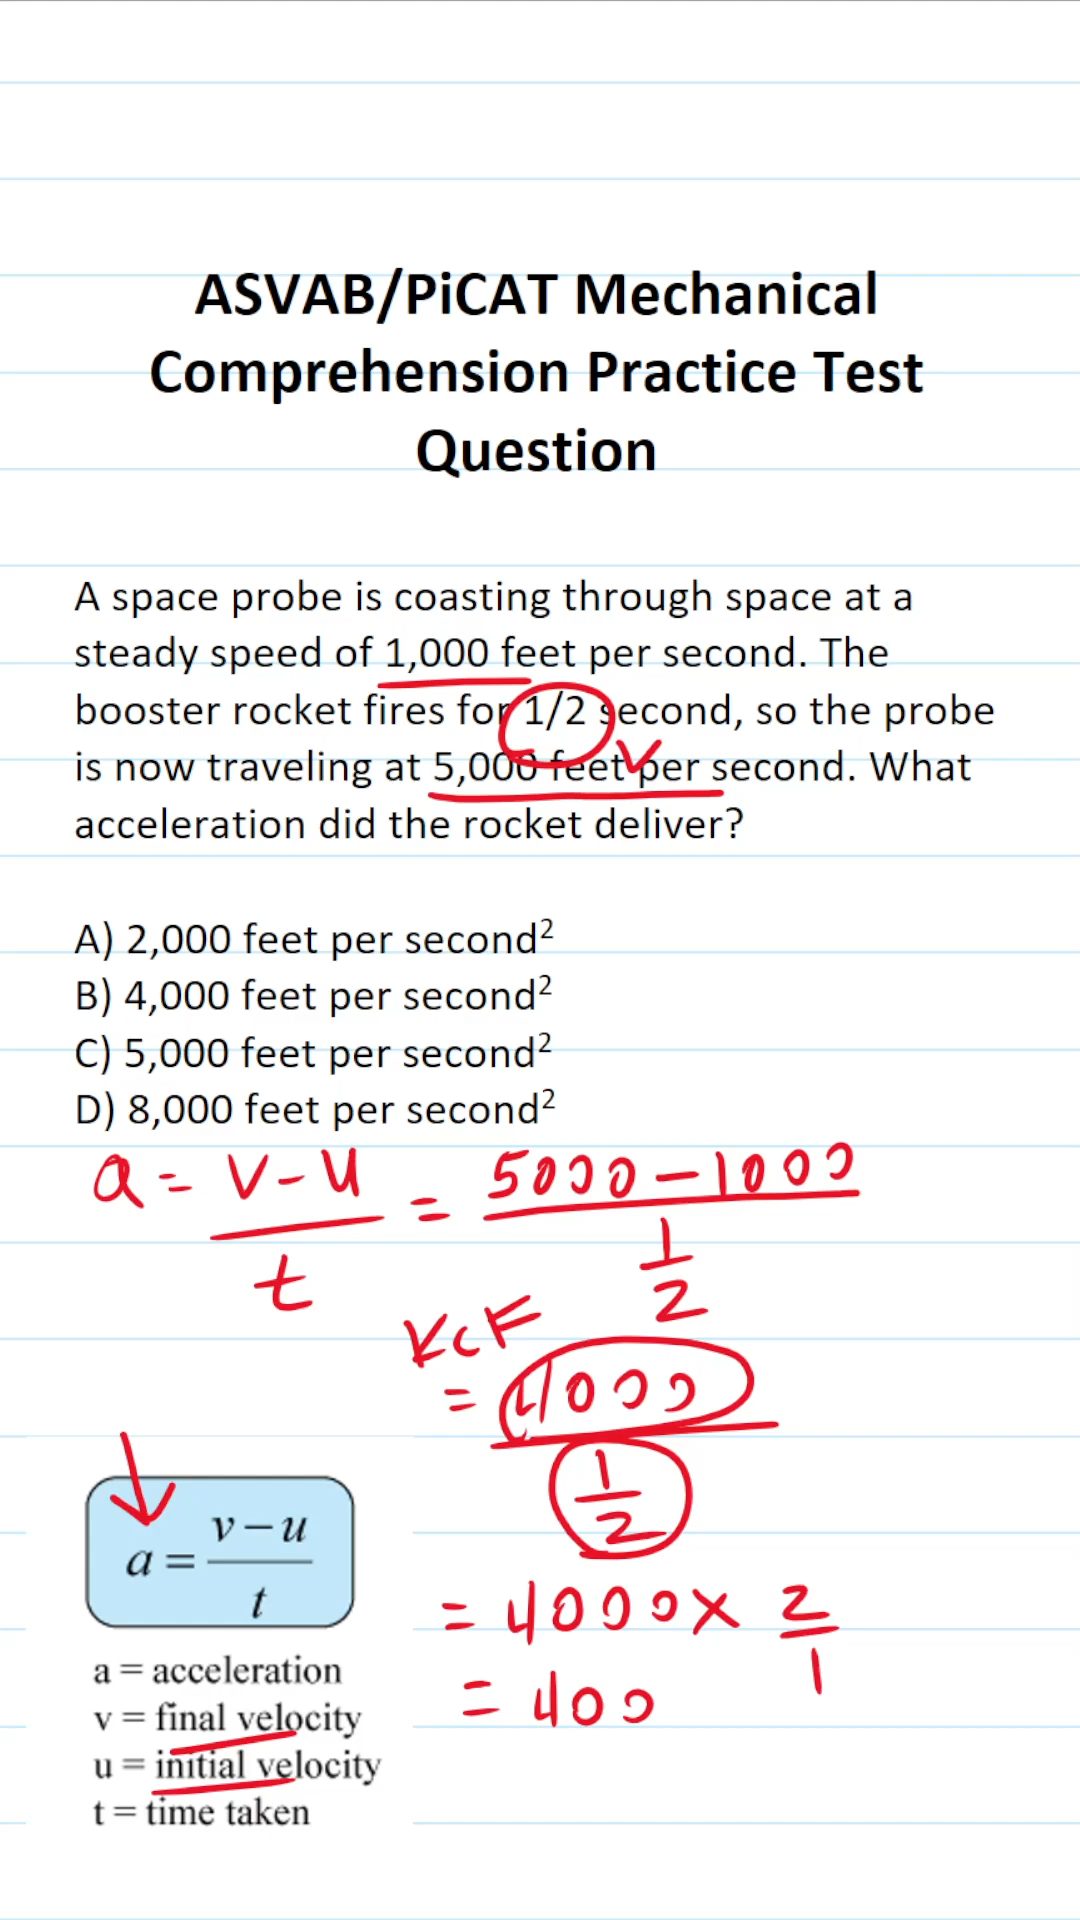 ASVAB/PiCAT Mechanical
Comprehension Practice Test
Question
A space probe is coasting through space at a
steady speed of 1,000 feet per second. The
booster rocket fires for 1/2 second, so the probe
is now traveling at 5,000 feet per second. What
acceleration did the rocket deliver?
v
A) 2,000 feet per second²
B) 4,000 feet per second²
C) 5,000 feet per second²
D) 8,000 feet per second²
a = v - u / t = 5000 - 1000 / 1/2
KCF
= 4000 / 1/2
= 4000 x 2/1
= 400
a = v - u / t
a = acceleration
v = final velocity
u = initial velocity
t = time taken